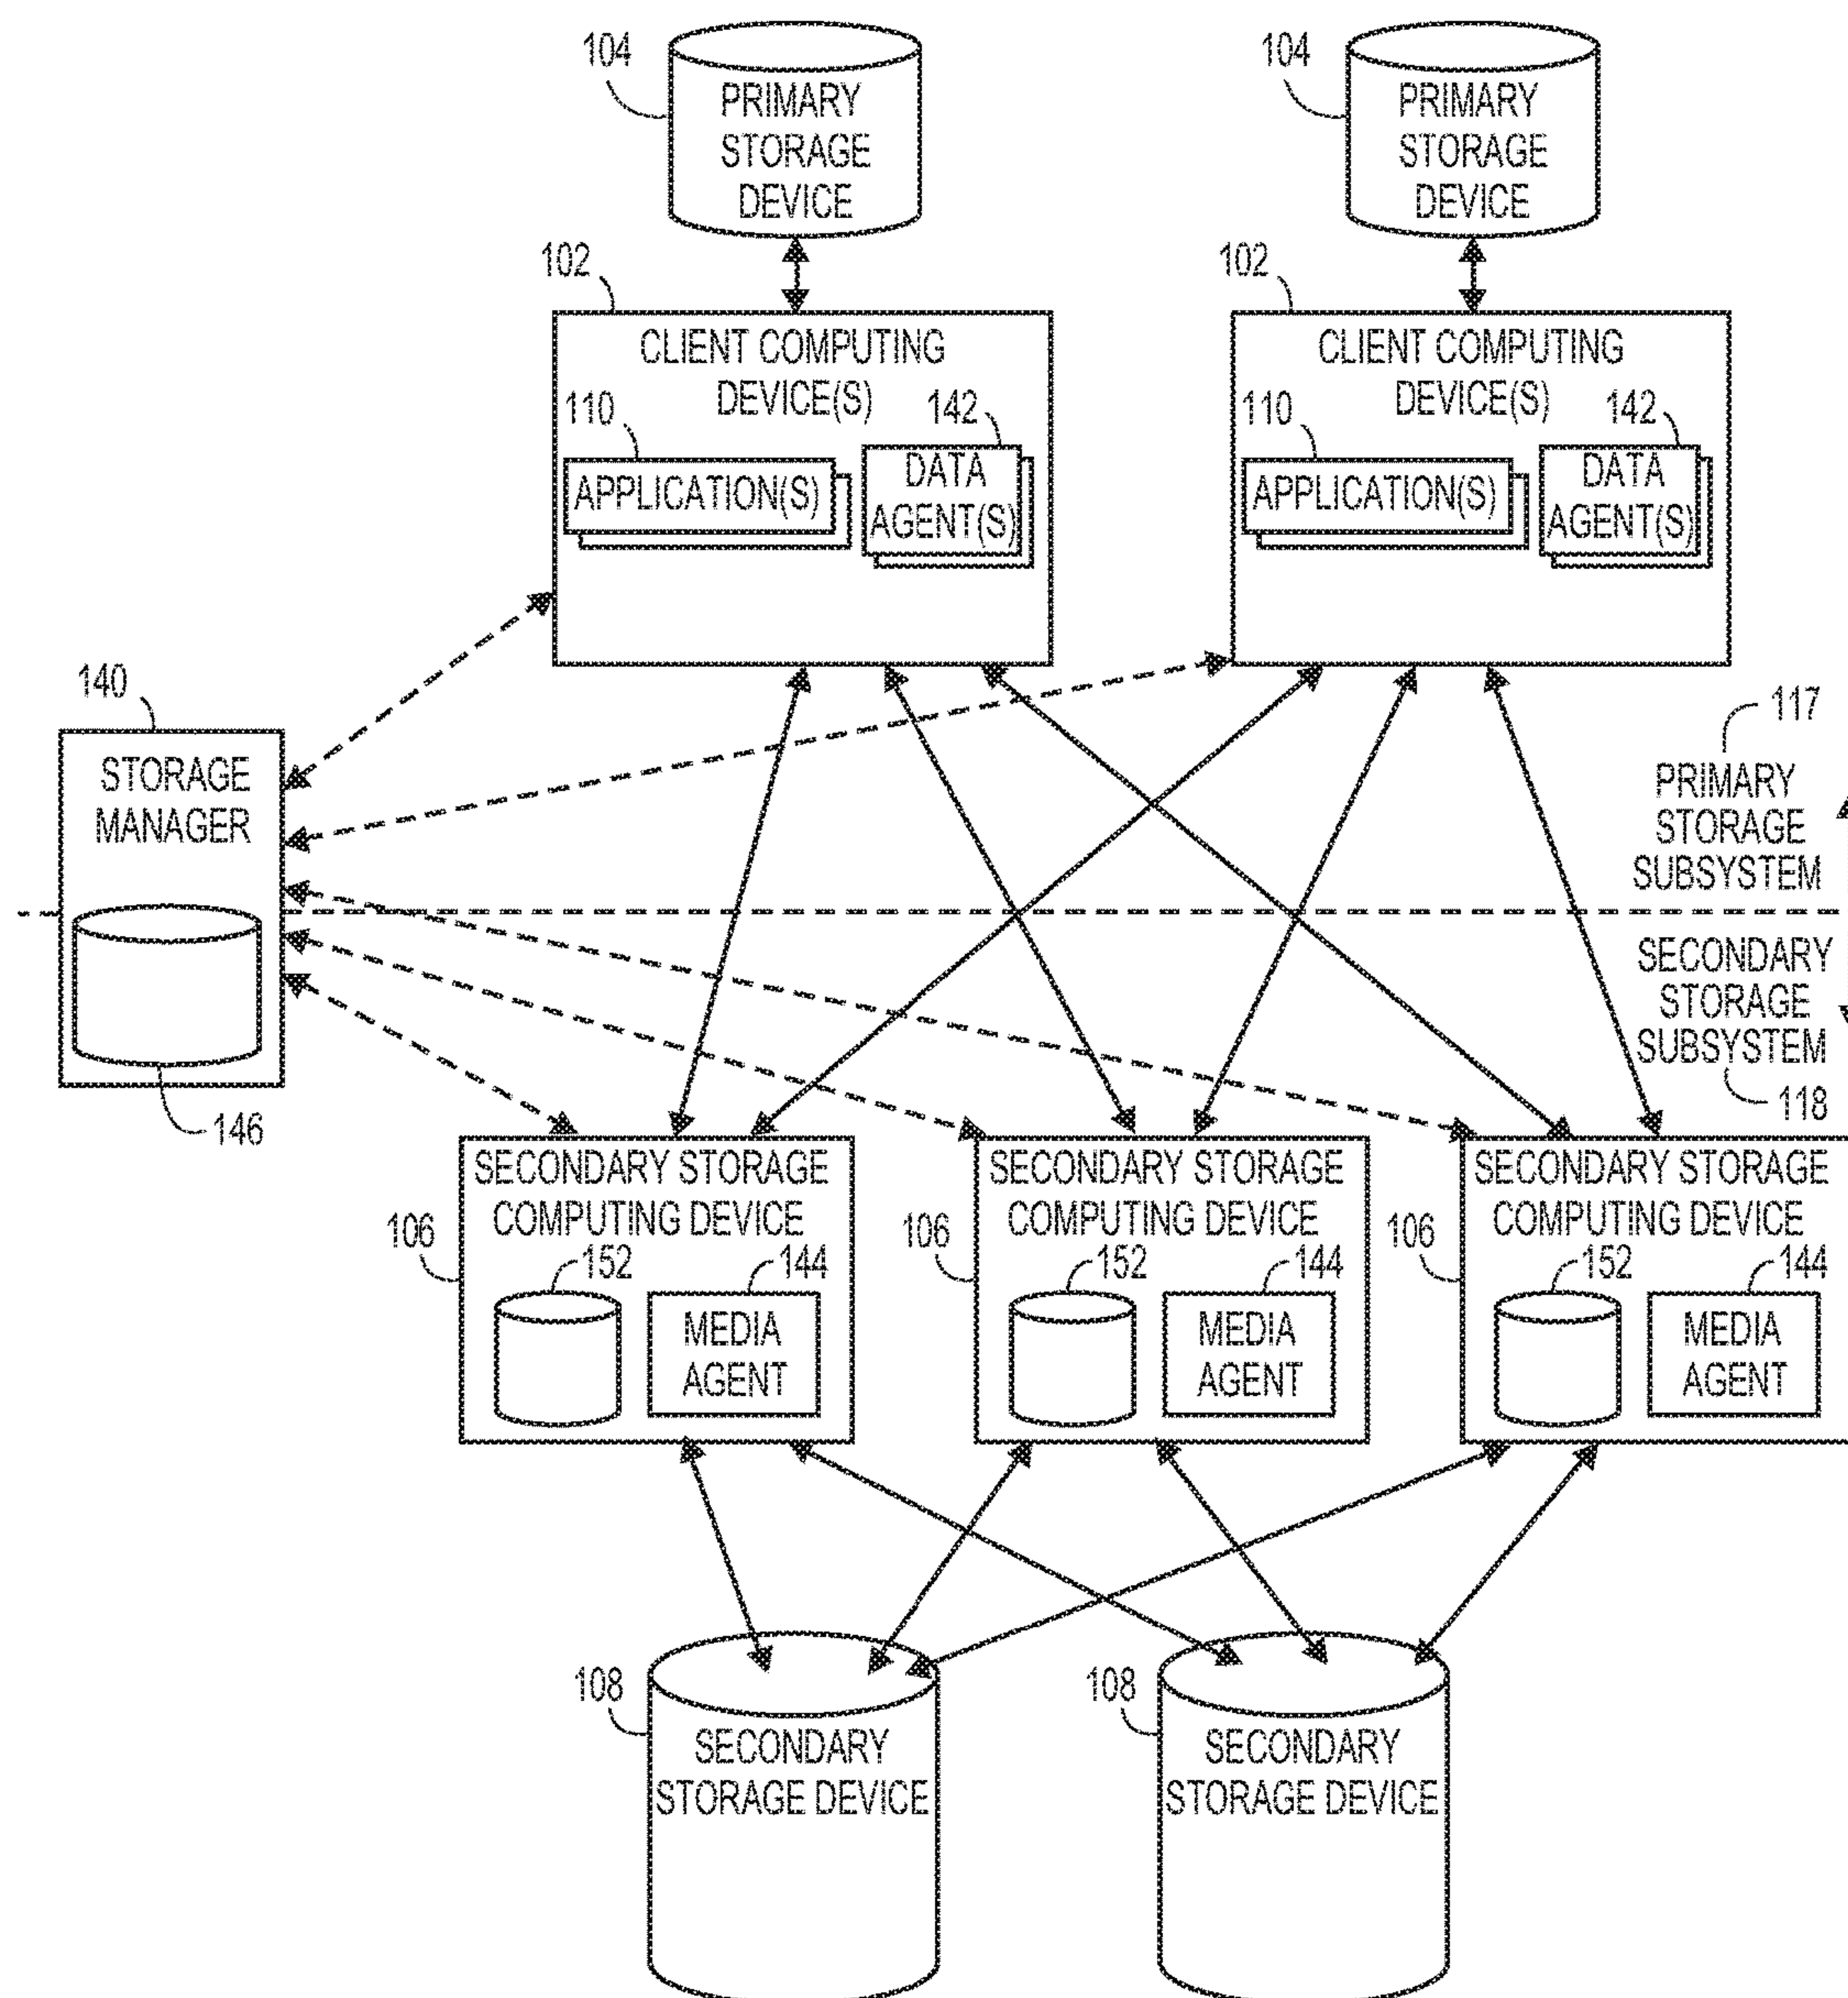 104
PRIMARY
STORAGE
DEVICE
104
PRIMARY
STORAGE
DEVICE
102
CLIENT COMPUTING
DEVICE(S)
110
142
APPLICATION(S)
DATA
AGENT(S)
102
CLIENT COMPUTING
DEVICE(S)
110
142
APPLICATION(S)
DATA
AGENT(S)
140
STORAGE
MANAGER
146
117
PRIMARY
STORAGE
SUBSYSTEM
SECONDARY
STORAGE
SUBSYSTEM
118
SECONDARY STORAGE
COMPUTING DEVICE
106
152
144
MEDIA
AGENT
SECONDARY STORAGE
COMPUTING DEVICE
106
152
144
MEDIA
AGENT
SECONDARY STORAGE
COMPUTING DEVICE
106
152
144
MEDIA
AGENT
108
SECONDARY
STORAGE DEVICE
108
SECONDARY
STORAGE DEVICE